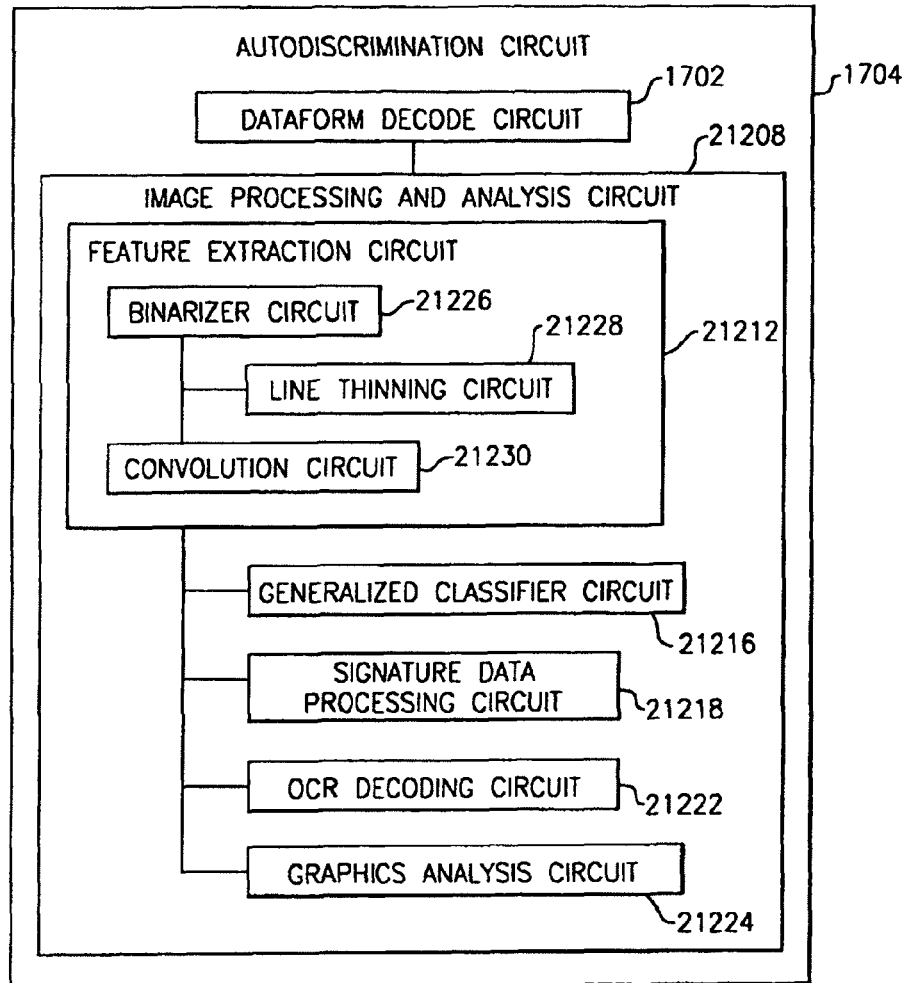 AUTODISCRIMINATION CIRCUIT
1702
1704
DATAFORM DECODE CIRCUIT
21208
IMAGE PROCESSING AND ANALYSIS CIRCUIT
FEATURE EXTRACTION CIRCUIT
BINARIZER CIRCUIT
21226
21228
21212
LINE THINNING CIRCUIT
CONVOLUTION CIRCUIT
21230
GENERALIZED CLASSIFIER CIRCUIT
21216
SIGNATURE DATA
PROCESSING CIRCUIT
21218
OCR DECODING CIRCUIT
21222
GRAPHICS ANALYSIS CIRCUIT
21224